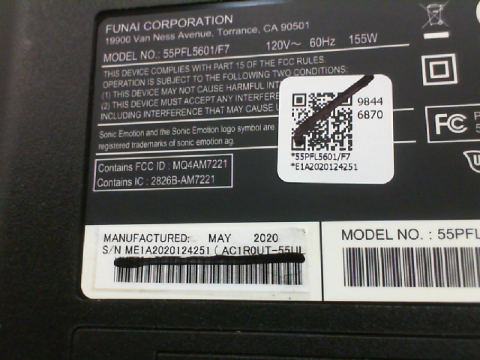 FUNAI CORPORATION
19900 Van Ness Avenue, Torrance, CA 90501
MODEL NO.: 55PFL5601/F7 120V~ 60Hz 155W
THIS DEVICE COMPLIES WITH PART 15 OF THE FCC RULES
OPERATION IS SUBJECT TO THE FOLLOWING TWO CONDITIONS:
(1) THIS DEVICE MAY NOT CAUSE HARMFUL
(2) THIS DEVICE MUST ACCEPT ANY
INCLUDING INTERFERENCE THAT
Sonic Emotion and the Sonic Emotion logo symbol are
registered trademarks of sonic emotion ag.
Contains FCC ID : MQ4AM7221
Contains IC : 2826B-AM7221
9844
6870
*55PFL5601/F7
*E1A2020124251
FC
MANUFACTURED: MAY 2020
S/N ME1A2020124251 (AC1R0UT-55U)
MODEL NO. : 55PFL